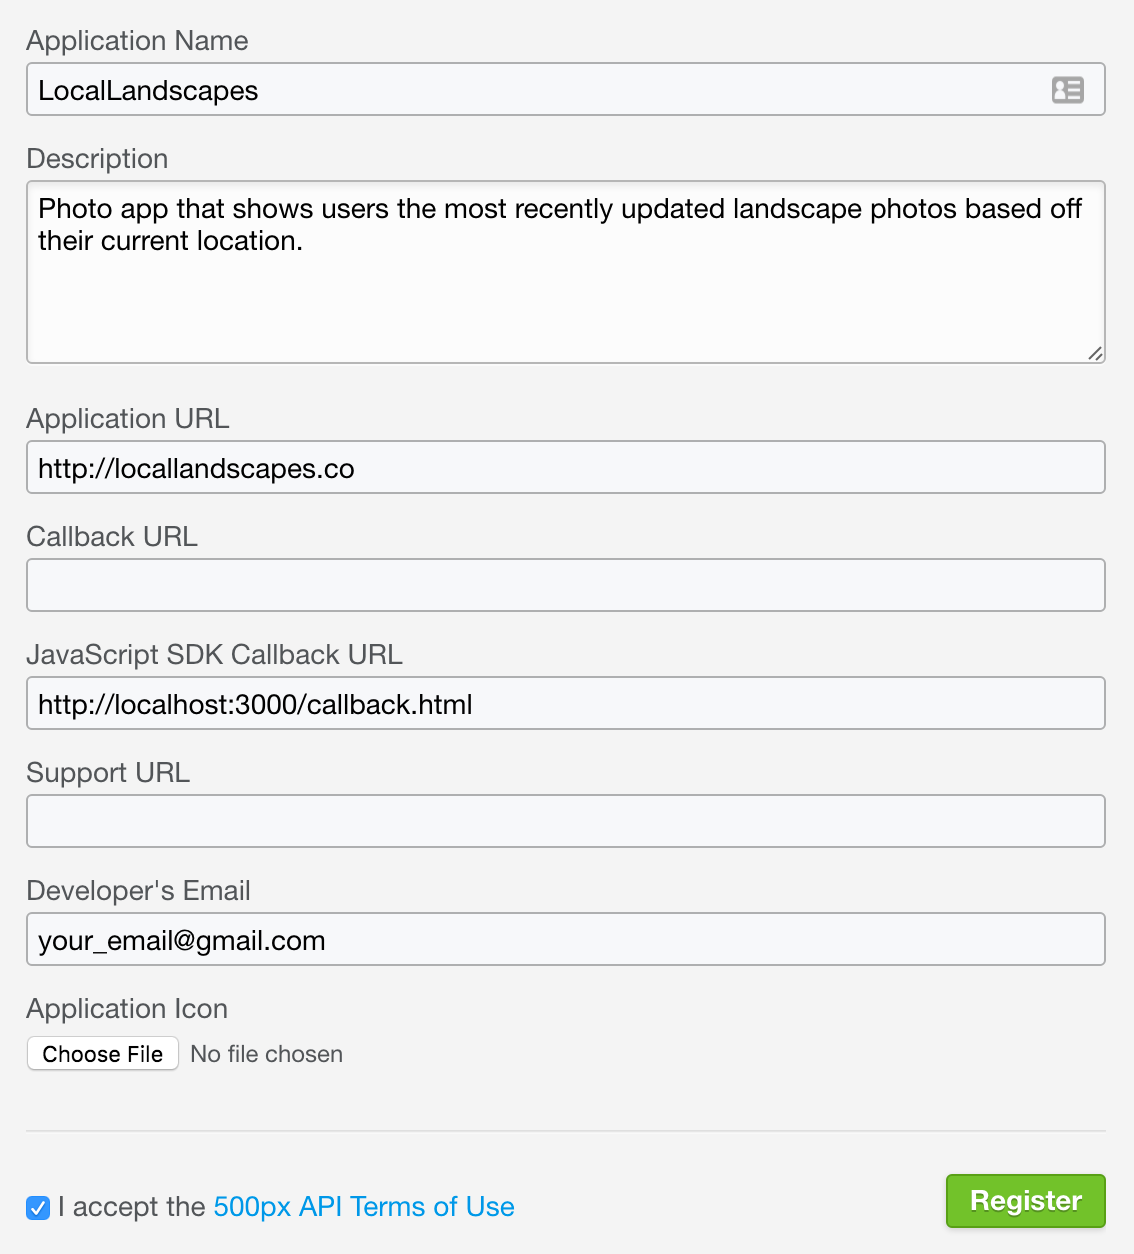 Application Name
LocalLandscapes
Description
Photo app that shows users the most recently updated landscape photos based off
their current location.
Application URL
http://locallandscapes.co
Callback URL
JavaScript SDK Callback URL
http://localhost:3000/callback.html
Support URL
Developer's Email
your_email@gmail.com
Application Icon
Choose File No file chosen
I accept the 500px API Terms of Use
Register